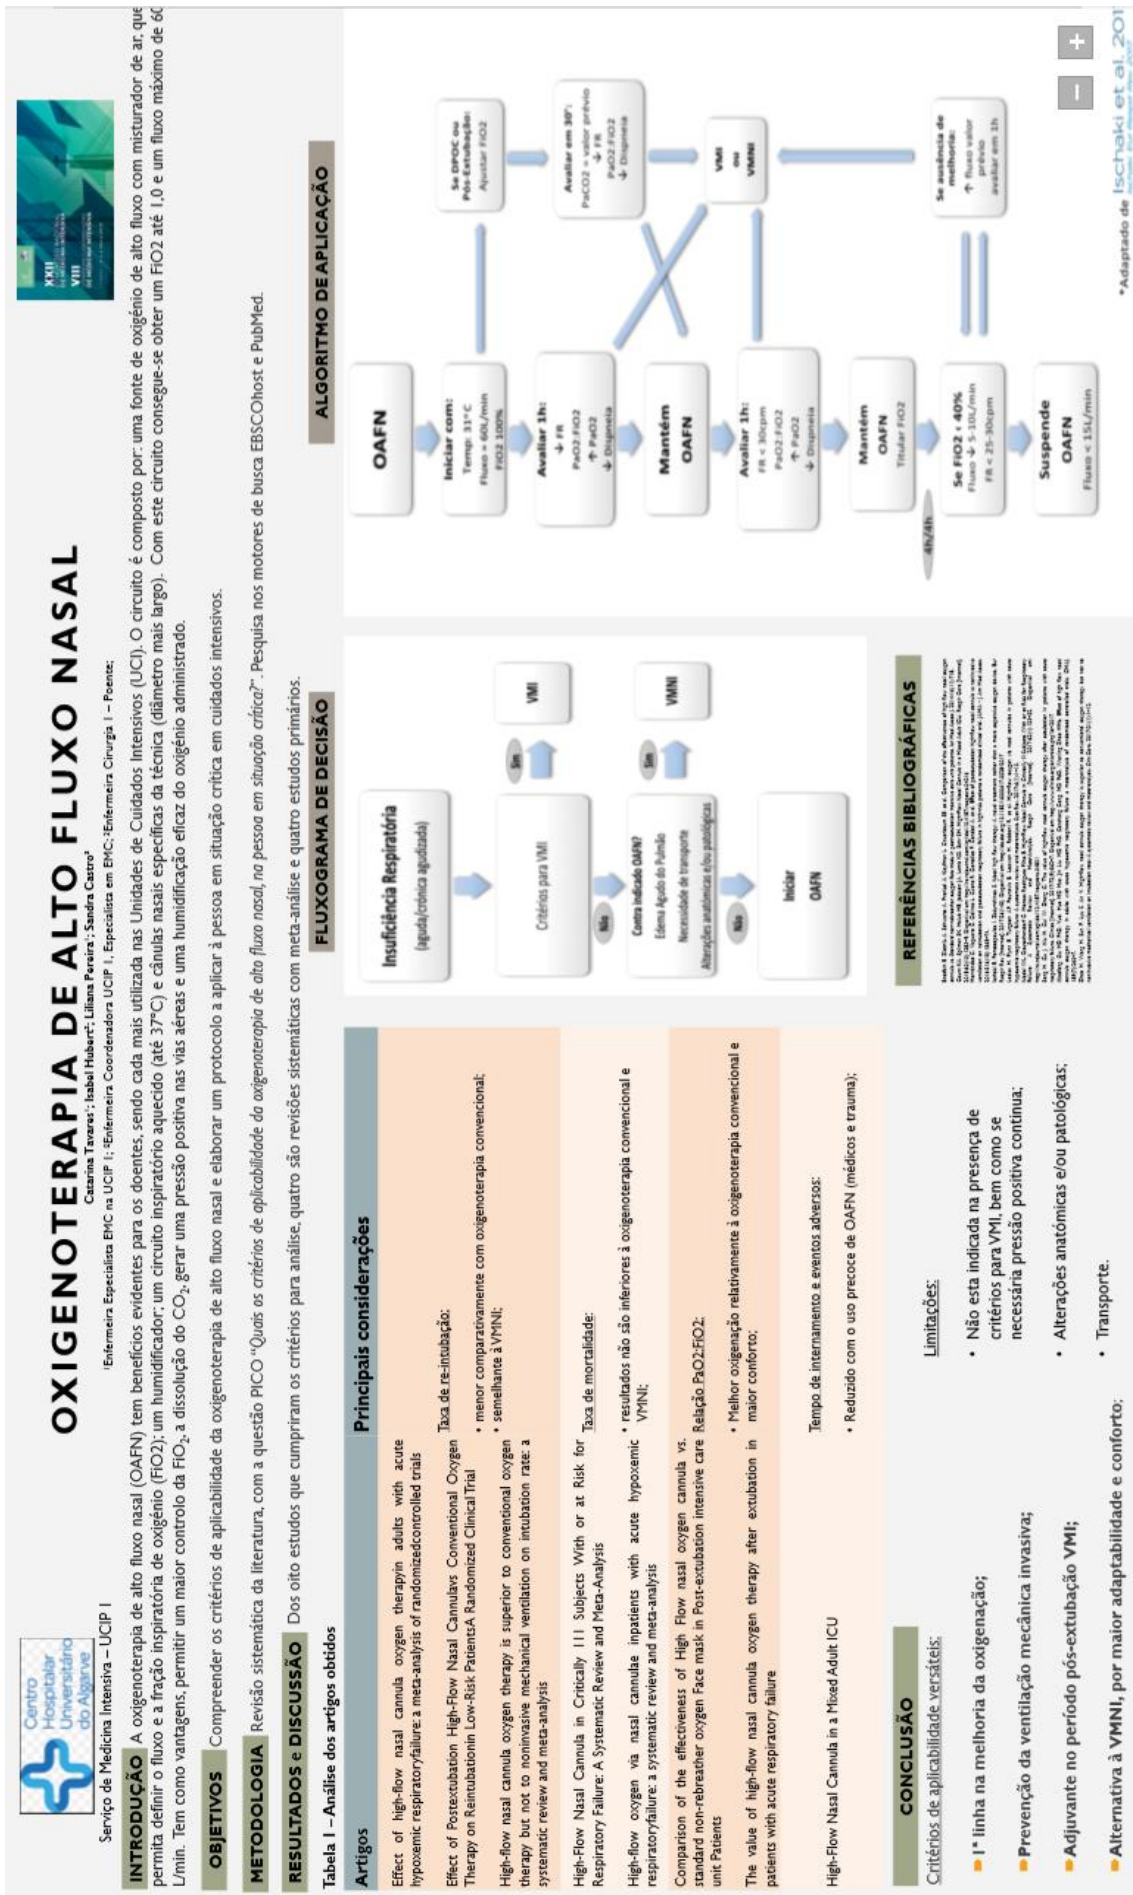 Centro
Hospitalar
Universitário
do Algarve
Serviço de Medicina Intensiva – UCIP 1
OXIGENOTERAPIA DE ALTO FLUXO NASAL
Catarina Tavares¹; Isabel Hubert²; Liliana Pereira¹; Sandra Castro³
¹Enfermeira Especialista EMC na UCIP 1; ²Enfermeira Coordenadora UCIP 1, Especialista em EMC; ³Enfermeira Cirurgia 1 – Poente;
XXII
VIII
INTRODUÇÃO A oxigenoterapia de alto fluxo nasal (OAFN) tem benefícios evidentes para os doentes, sendo cada mais utilizada nas Unidades de Cuidados Intensivos (UCI). O circuito é composto por: uma fonte de oxigénio de alto fluxo com misturador de ar, que
permita definir o fluxo e a fração inspiratória de oxigénio (FiO2); um humidificador; um circuito inspiratório aquecido (até 37°C) e cânulas nasais específicas da técnica (diâmetro mais largo). Com este circuito consegue-se obter um FiO2 até 1,0 e um fluxo máximo de 60
L/min. Tem como vantagens, permitir um maior controlo da FiO₂, a dissolução do CO₂, gerar uma pressão positiva nas vias aéreas e uma humidificação eficaz do oxigénio administrado.
OBJETIVOS Compreender os critérios de aplicabilidade da oxigenoterapia de alto fluxo nasal e elaborar um protocolo a aplicar à pessoa em situação crítica em cuidados intensivos.
METODOLOGIA Revisão sistemática da literatura, com a questão PICO "Quais os critérios de aplicabilidade da oxigenoterapia de alto fluxo nasal, na pessoa em situação crítica?". Pesquisa nos motores de busca EBSCOhost e PubMed.
RESULTADOS e DISCUSSÃO Dos oito estudos que cumpriram os critérios para análise, quatro são revisões sistemáticas com meta-análise e quatro estudos primários.
Tabela 1 – Análise dos artigos obtidos
Artigos
Principais considerações
Effect of high-flow nasal cannula oxygen therapyin adults with acute
hypoxemic respiratoryfailure: a meta-analysis of randomizedcontrolled trials
Effect of Postextubation High-Flow Nasal Cannulavs Conventional Oxygen
Therapy on Reintubationin Low-Risk PatientsA Randomized Clinical Trial
High-flow nasal cannula oxygen therapy is superior to conventional oxygen
therapy but not to noninvasive mechanical ventilation on intubation rate: a
systematic review and meta-analysis
Taxa de re-intubação:
• menor comparativamente com oxigenoterapia convencional;
• semelhante à VMNI;
High-Flow Nasal Cannula in Critically III Subjects With or at Risk for
Respiratory Failure: A Systematic Review and Meta-Analysis
High-flow oxygen via nasal cannulae inpatients with acute hypoxemic
respiratoryfailure: a systematic review and meta-analysis
Taxa de mortalidade:
• resultados não são inferiores à oxigenoterapia convencional e
VMNI;
Comparison of the effectiveness of High Flow nasal oxygen cannula vs.
standard non-rebreather oxygen Face mask in Post-extubation intensive care
unit Patients
The value of high-flow nasal cannula oxygen therapy after extubation in
patients with acute respiratory failure
Relação PaO2:FiO2:
• Melhor oxigenação relativamente à oxigenoterapia convencional e
maior conforto;
High-Flow Nasal Cannula in a Mixed Adult ICU
Tempo de internamento e eventos adversos:
• Reduzido com o uso precoce de OAFN (médicos e trauma);
FLUXOGRAMA DE DECISÃO
Insuficiência Respiratória
(aguda/crónica agudizada)
Critérios para VMI
Sim
VMI
Não
Contra indicado OAFN?
Edema Agudo do Pulmão
Necessidade de transporte
Alterações anatómicas e/ou patológicas
Sim
VMNI
Não
Iniciar
OAFN
ALGORITMO DE APLICAÇÃO
OAFN
Iniciar com:
Temp: 31°C
Fluxo = 60L/min
FiO2 100%
Se DPOC ou
Pós-Extubação:
Ajustar FiO2
Avaliar 1h:
↓ FR
PaO2:FiO2
↑ PaO2
↓ Dispneia
Avaliar em 30':
PaCO2 = valor prévio
↓ FR
PaO2:FiO2
↓ Dispneia
Mantém
OAFN
VMI
ou
VMNI
Avaliar 1h:
FR < 30cpm
PaO2:FiO2
↑ PaO2
↓ Dispneia
Mantém
OAFN
Titular FiO2
4h/4h
Se FiO2 < 40%
Fluxo ↓ 5-10L/min
FR < 25-30cpm
Se ausência de
melhoria:
↑ fluxo valor
prévio
avaliar em 1h
Suspende
OAFN
Fluxo < 15L/min
*Adaptado de Ischaki et al. 201
CONCLUSÃO
Critérios de aplicabilidade versáteis:
1ª linha na melhoria da oxigenação;
Prevenção da ventilação mecânica invasiva;
Adjuvante no período pós-extubação VMI;
Alternativa à VMNI, por maior adaptabilidade e conforto;
Limitações:
• Não esta indicada na presença de
critérios para VMI, bem como se
necessária pressão positiva contínua;
• Alterações anatómicas e/ou patológicas;
• Transporte.
REFERÊNCIAS BIBLIOGRÁFICAS